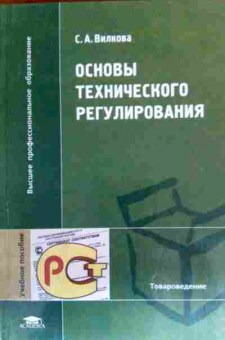 С. А. Вилкова
ОСНОВЫ
ТЕХНИЧЕСКОГО
РЕГУЛИРОВАНИЯ
Высшее профессиональное образование
Учебное пособие
РСт
Товароведение
ACADEMA